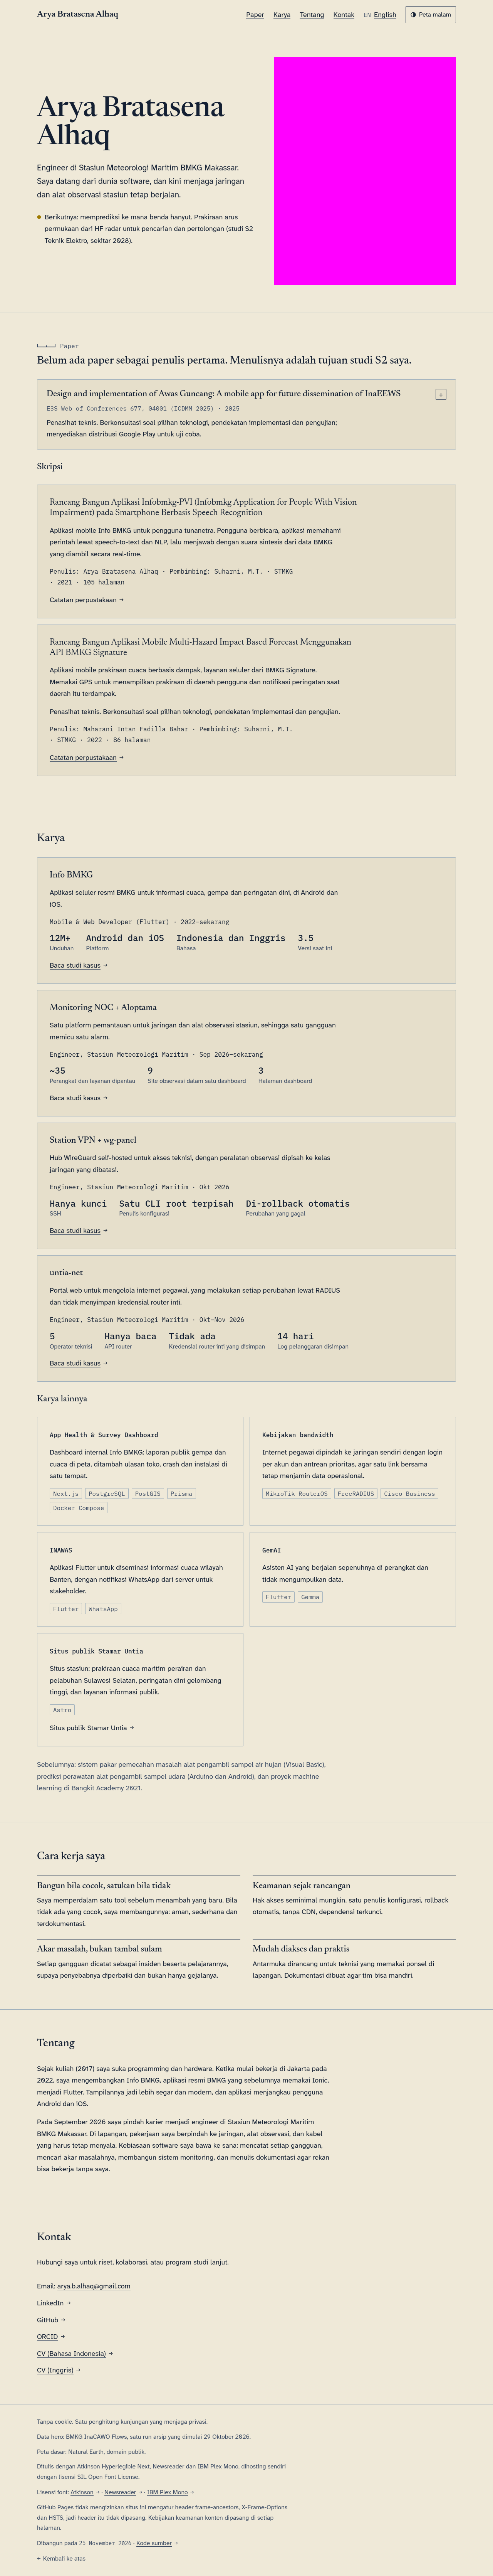 Arya Bratasena Alhaq
Paper Karya Tentang Kontak EN English Peta malam
Arya Bratasena
Alhaq
Engineer di Stasiun Meteorologi Maritim BMKG Makassar.
Saya datang dari dunia software, dan kini menjaga jaringan
dan alat observasi stasiun tetap berjalan.
Berikutnya: memprediksi ke mana benda hanyut. Prakiraan arus
permukaan dari HF radar untuk pencarian dan pertolongan (studi S2
Teknik Elektro, sekitar 2028).
Paper
Belum ada paper sebagai penulis pertama. Menulisnya adalah tujuan studi S2 saya.
Design and implementation of Awas Guncang: A mobile app for future dissemination of InaEEWS
+
E3S Web of Conferences 677, 04001 (ICDMM 2025) · 2025
Penasihat teknis. Berkonsultasi soal pilihan teknologi, pendekatan implementasi dan pengujian;
menyediakan distribusi Google Play untuk uji coba.
Skripsi
Rancang Bangun Aplikasi Infobmkg-PVI (Infobmkg Application for People With Vision
Impairment) pada Smartphone Berbasis Speech Recognition
Aplikasi mobile Info BMKG untuk pengguna tunanetra. Pengguna berbicara, aplikasi memahami
perintah lewat speech-to-text dan NLP, lalu menjawab dengan suara sintesis dari data BMKG
yang diambil secara real-time.
Penulis: Arya Bratasena Alhaq · Pembimbing: Suharni, M.T. · STMKG
· 2021 · 105 halaman
Catatan perpustakaan →
Rancang Bangun Aplikasi Mobile Multi-Hazard Impact Based Forecast Menggunakan
API BMKG Signature
Aplikasi mobile prakiraan cuaca berbasis dampak, layanan seluler dari BMKG Signature.
Memakai GPS untuk menampilkan prakiraan di daerah pengguna dan notifikasi peringatan saat
daerah itu terdampak.
Penasihat teknis. Berkonsultasi soal pilihan teknologi, pendekatan implementasi dan pengujian.
Penulis: Maharani Intan Fadilla Bahar · Pembimbing: Suharni, M.T.
· STMKG · 2022 · 86 halaman
Catatan perpustakaan →
Karya
Info BMKG
Aplikasi seluler resmi BMKG untuk informasi cuaca, gempa dan peringatan dini, di Android dan
iOS.
Mobile & Web Developer (Flutter) · 2022–sekarang
12M+ Android dan iOS Indonesia dan Inggris 3.5
Unduhan Platform Bahasa Versi saat ini
Baca studi kasus →
Monitoring NOC + Aloptama
Satu platform pemantauan untuk jaringan dan alat observasi stasiun, sehingga satu gangguan
memicu satu alarm.
Engineer, Stasiun Meteorologi Maritim · Sep 2026–sekarang
~35 9 3
Perangkat dan layanan dipantau Site observasi dalam satu dashboard Halaman dashboard
Baca studi kasus →
Station VPN + wg-panel
Hub WireGuard self-hosted untuk akses teknisi, dengan peralatan observasi dipisah ke kelas
jaringan yang dibatasi.
Engineer, Stasiun Meteorologi Maritim · Okt 2026
Hanya kunci Satu CLI root terpisah Di-rollback otomatis
SSH Penulis konfigurasi Perubahan yang gagal
Baca studi kasus →
untia-net
Portal web untuk mengelola internet pegawai, yang melakukan setiap perubahan lewat RADIUS
dan tidak menyimpan kredensial router inti.
Engineer, Stasiun Meteorologi Maritim · Okt–Nov 2026
5 Hanya baca Tidak ada 14 hari
Operator teknisi API router Kredensial router inti yang disimpan Log pelanggaran disimpan
Baca studi kasus →
Karya lainnya
App Health & Survey Dashboard
Dashboard internal Info BMKG: laporan publik gempa dan
cuaca di peta, ditambah ulasan toko, crash dan instalasi di
satu tempat.
Next.js PostgreSQL PostGIS Prisma
Docker Compose
Kebijakan bandwidth
Internet pegawai dipindah ke jaringan sendiri dengan login
per akun dan antrean prioritas, agar satu link bersama
tetap menjamin data operasional.
MikroTik RouterOS FreeRADIUS Cisco Business
INAWAS
Aplikasi Flutter untuk diseminasi informasi cuaca wilayah
Banten, dengan notifikasi WhatsApp dari server untuk
stakeholder.
Flutter WhatsApp
GemAI
Asisten AI yang berjalan sepenuhnya di perangkat dan
tidak mengumpulkan data.
Flutter Gemma
Situs publik Stamar Untia
Situs stasiun: prakiraan cuaca maritim perairan dan
pelabuhan Sulawesi Selatan, peringatan dini gelombang
tinggi, dan layanan informasi publik.
Astro
Situs publik Stamar Untia →
Sebelumnya: sistem pakar pemecahan masalah alat pengambil sampel air hujan (Visual Basic),
prediksi perawatan alat pengambil sampel udara (Arduino dan Android), dan proyek machine
learning di Bangkit Academy 2021.
Cara kerja saya
Bangun bila cocok, satukan bila tidak
Saya memperdalam satu tool sebelum menambah yang baru. Bila
tidak ada yang cocok, saya membangunnya: aman, sederhana dan
terdokumentasi.
Keamanan sejak rancangan
Hak akses seminimal mungkin, satu penulis konfigurasi, rollback
otomatis, tanpa CDN, dependensi terkunci.
Akar masalah, bukan tambal sulam
Setiap gangguan dicatat sebagai insiden beserta pelajarannya,
supaya penyebabnya diperbaiki dan bukan hanya gejalanya.
Mudah diakses dan praktis
Antarmuka dirancang untuk teknisi yang memakai ponsel di
lapangan. Dokumentasi dibuat agar tim bisa mandiri.
Tentang
Sejak kuliah (2017) saya suka programming dan hardware. Ketika mulai bekerja di Jakarta pada
2022, saya mengembangkan Info BMKG, aplikasi resmi BMKG yang sebelumnya memakai Ionic,
menjadi Flutter. Tampilannya jadi lebih segar dan modern, dan aplikasi menjangkau pengguna
Android dan iOS.
Pada September 2026 saya pindah karier menjadi engineer di Stasiun Meteorologi Maritim
BMKG Makassar. Di lapangan, pekerjaan saya berpindah ke jaringan, alat observasi, dan kabel
yang harus tetap menyala. Kebiasaan software saya bawa ke sana: mencatat setiap gangguan,
mencari akar masalahnya, membangun sistem monitoring, dan menulis dokumentasi agar rekan
bisa bekerja tanpa saya.
Kontak
Hubungi saya untuk riset, kolaborasi, atau program studi lanjut.
Email: arya.b.alhaq@gmail.com
LinkedIn →
GitHub →
ORCID →
CV (Bahasa Indonesia) →
CV (Inggris) →
Tanpa cookie. Satu penghitung kunjungan yang menjaga privasi.
Data hero: BMKG InaCAWO Flows, satu run arsip yang dimulai 29 Oktober 2026.
Peta dasar: Natural Earth, domain publik.
Ditulis dengan Atkinson Hyperlegible Next, Newsreader dan IBM Plex Mono, dihosting sendiri
dengan lisensi SIL Open Font License.
Lisensi font: Atkinson → · Newsreader → · IBM Plex Mono →
GitHub Pages tidak mengizinkan situs ini mengatur header frame-ancestors, X-Frame-Options
dan HSTS, jadi header itu tidak dipasang. Kebijakan keamanan konten dipasang di setiap
halaman.
Dibangun pada 25 November 2026 · Kode sumber →
← Kembali ke atas